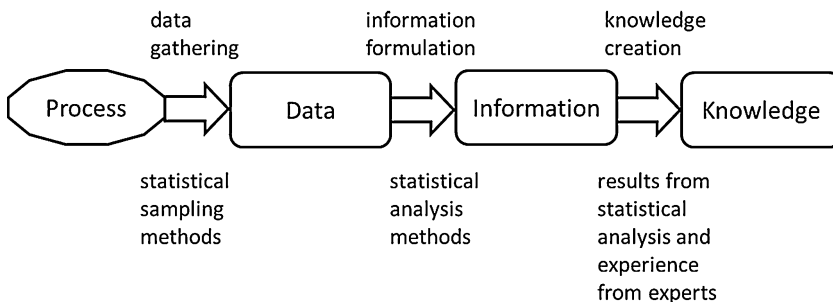 data
gathering
information
formulation
knowledge
creation
Process
Data
Information
Knowledge
statistical
sampling
methods
statistical
analysis
methods
results from
statistical
analysis and
experience
from experts